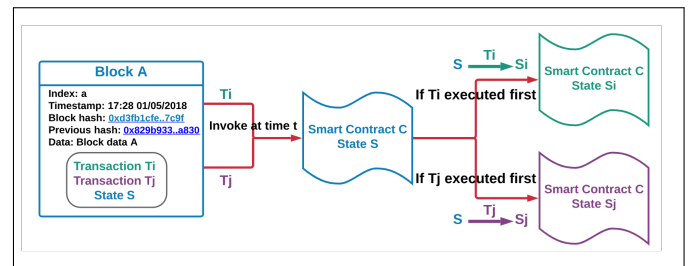 Block A
Index: a
Timestamp: 17:28 01/05/2018
Block hash: 0xd3fb1cfe..7c9f
Previous hash: 0x829b933..a830
Data: Block data A
Transaction Ti
Transaction Tj
State S
Ti
Invoke at time t
Tj
Smart Contract C
State S
Ti
S Si
If Ti executed first
Smart Contract C
State Si
If Tj executed first
Tj
S Sj
Smart Contract C
State Sj